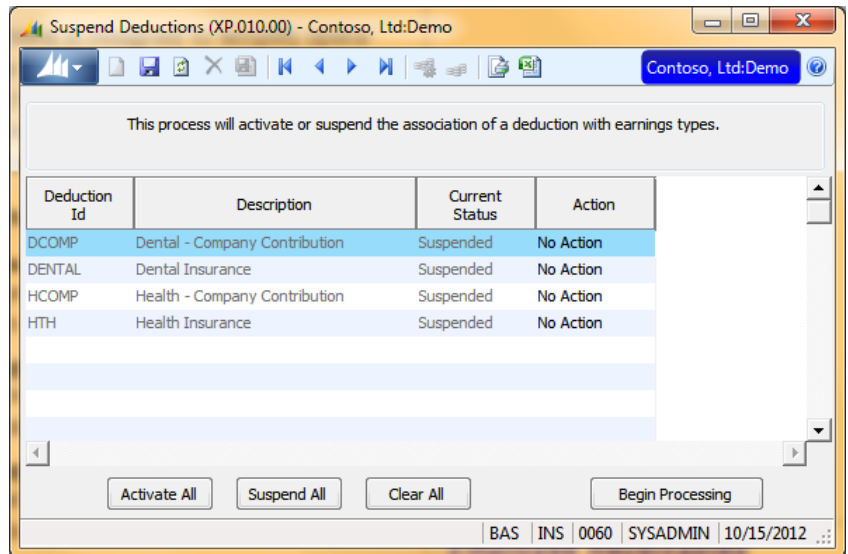 Suspend Deductions (XP.010.00) - Contoso, Ltd:Demo
Contoso, Ltd:Demo
This process will activate or suspend the association of a deduction with earnings types.
Deduction Id Description Current Status Action
DCOMP Dental - Company Contribution Suspended No Action
DENTAL Dental Insurance Suspended No Action
HCOMP Health - Company Contribution Suspended No Action
HTH Health Insurance Suspended No Action
Activate All Suspend All Clear All Begin Processing
BAS INS 0060 SYSADMIN 10/15/2012